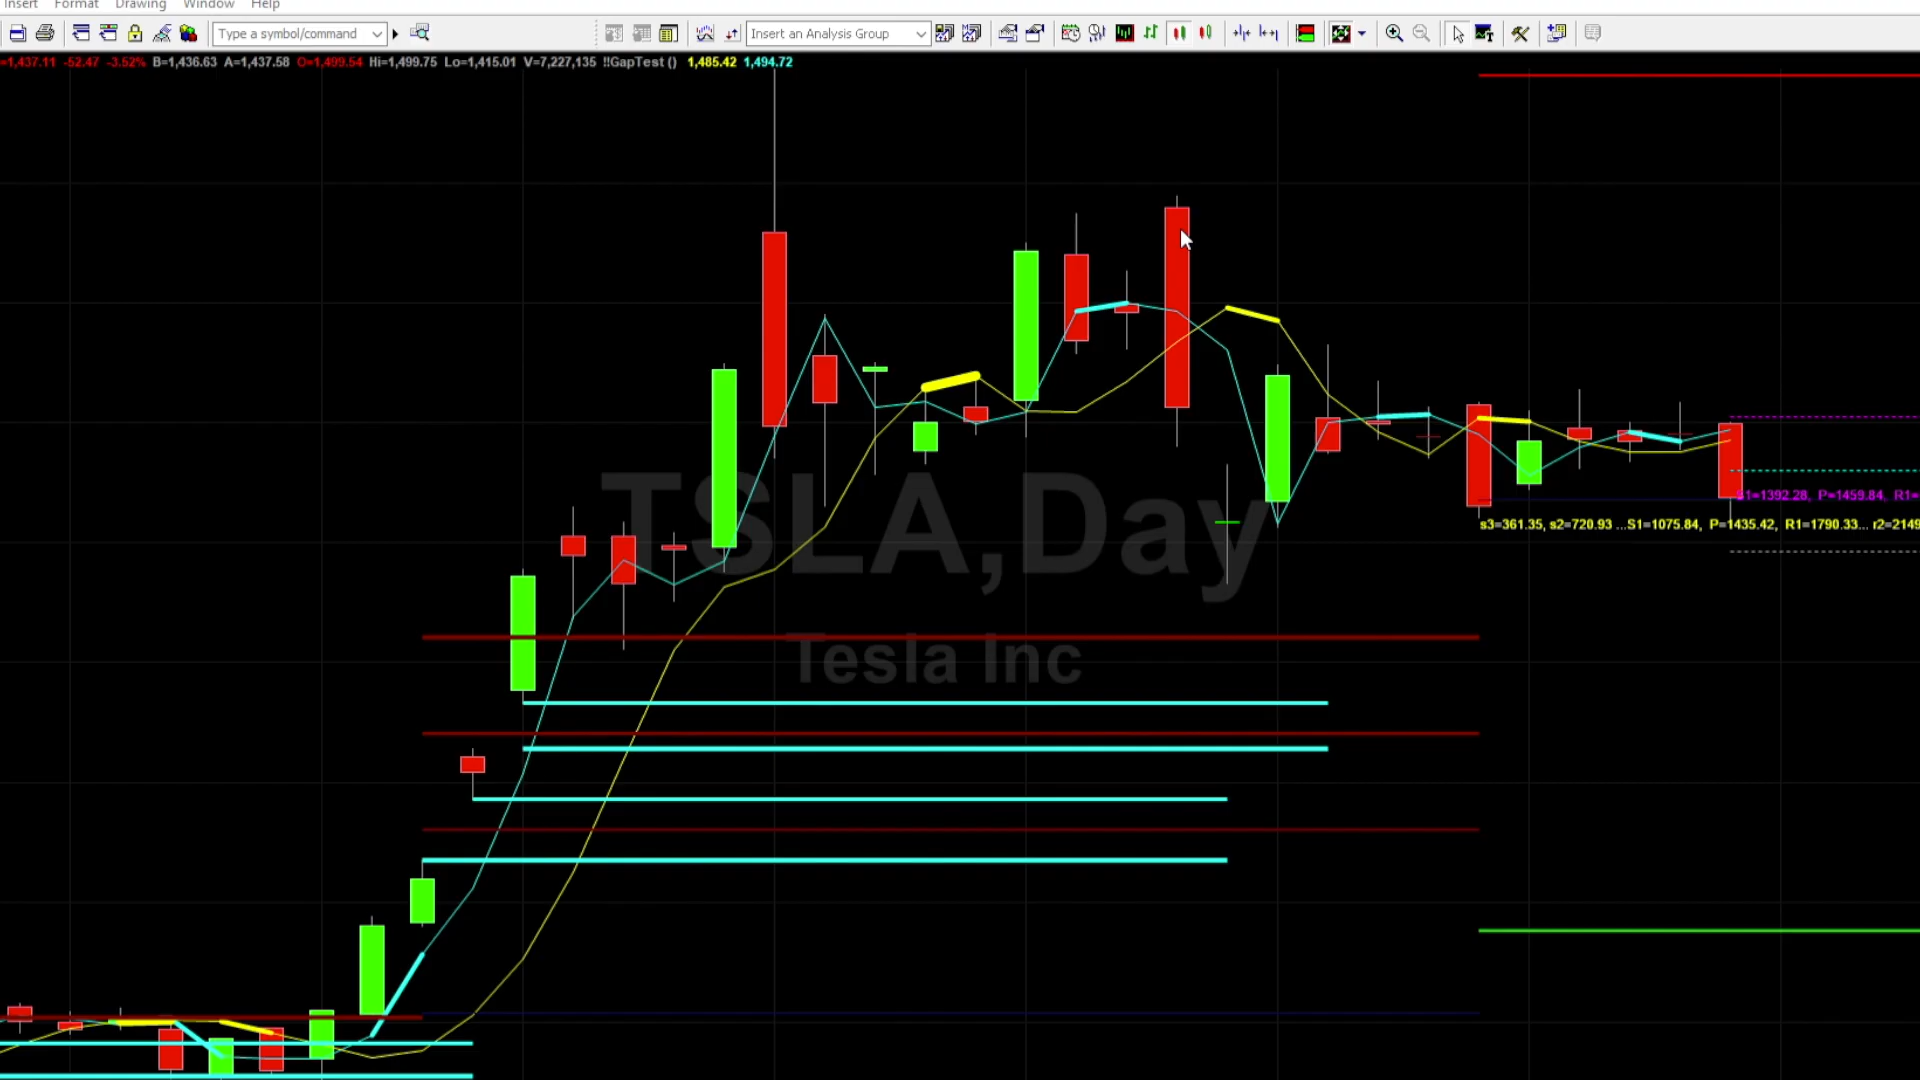 Insert Format Drawing Window Help
Type a symbol/command
Insert an Analysis Group
=1,437.11 -52.47 -3.52% B=1,436.63 A=1,437.58 O=1,499.54 Hi=1,499.75 Lo=1,415.01 V=7,227,135 !!GapTest () 1,485.42 1,494.72
TSLA,Day
Tesla Inc
S1=1392.28, P=1459.84, R1=
s3=361.35, s2=720.93 ...S1=1075.84, P=1435.42, R1=1790.33... r2=2149